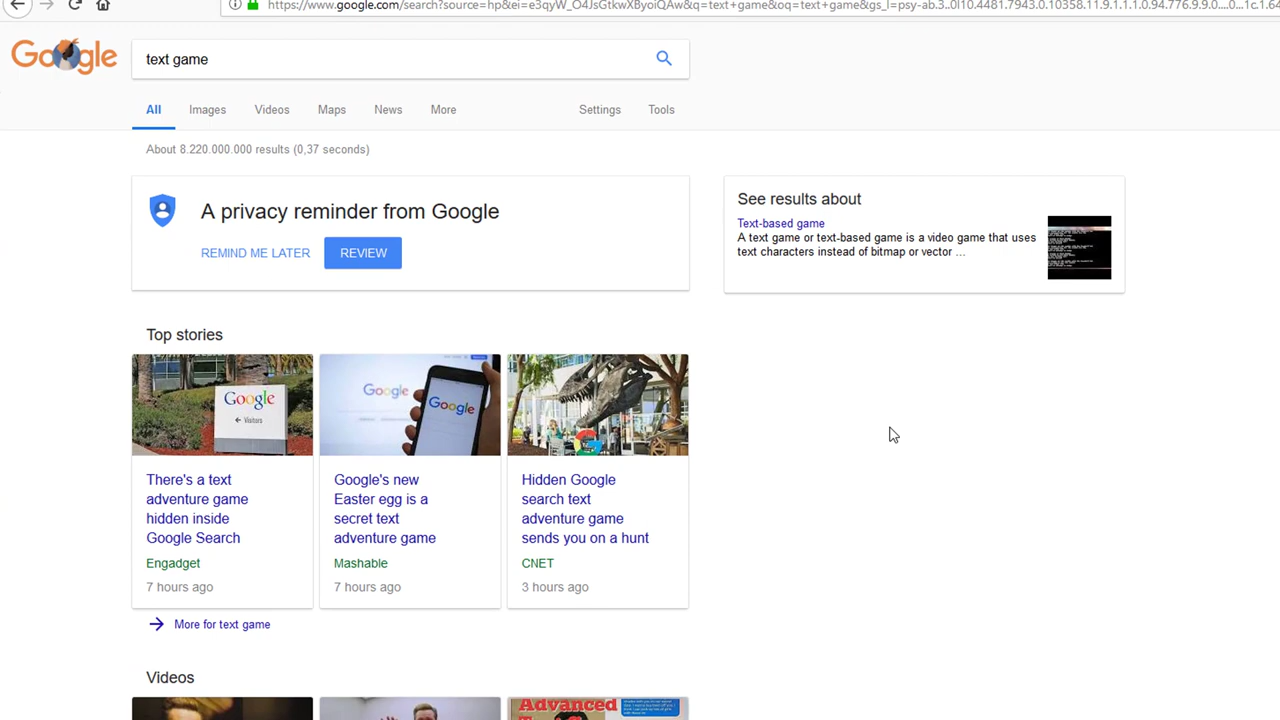 https://www.google.com/search?source=hp&ei=e3qyW_O4JsGtkwXByoiQAw&q=text+game&oq=text+game&gs_l=psy-ab.3..0l10.4481.7943.0.10358.11.9.1.1.1.0.94.776.9.9.0....0...1c.1.64
Google
text game
All Images Videos Maps News More Settings Tools
About 8.220.000.000 results (0,37 seconds)
A privacy reminder from Google
REMIND ME LATER REVIEW
See results about
Text-based game
A text game or text-based game is a video game that uses
text characters instead of bitmap or vector ...
Top stories
Google
← Visitors
Google
Google
There's a text
adventure game
hidden inside
Google Search
Engadget
7 hours ago
Google's new
Easter egg is a
secret text
adventure game
Mashable
7 hours ago
Hidden Google
search text
adventure game
sends you on a hunt
CNET
3 hours ago
More for text game
Videos
Advanced